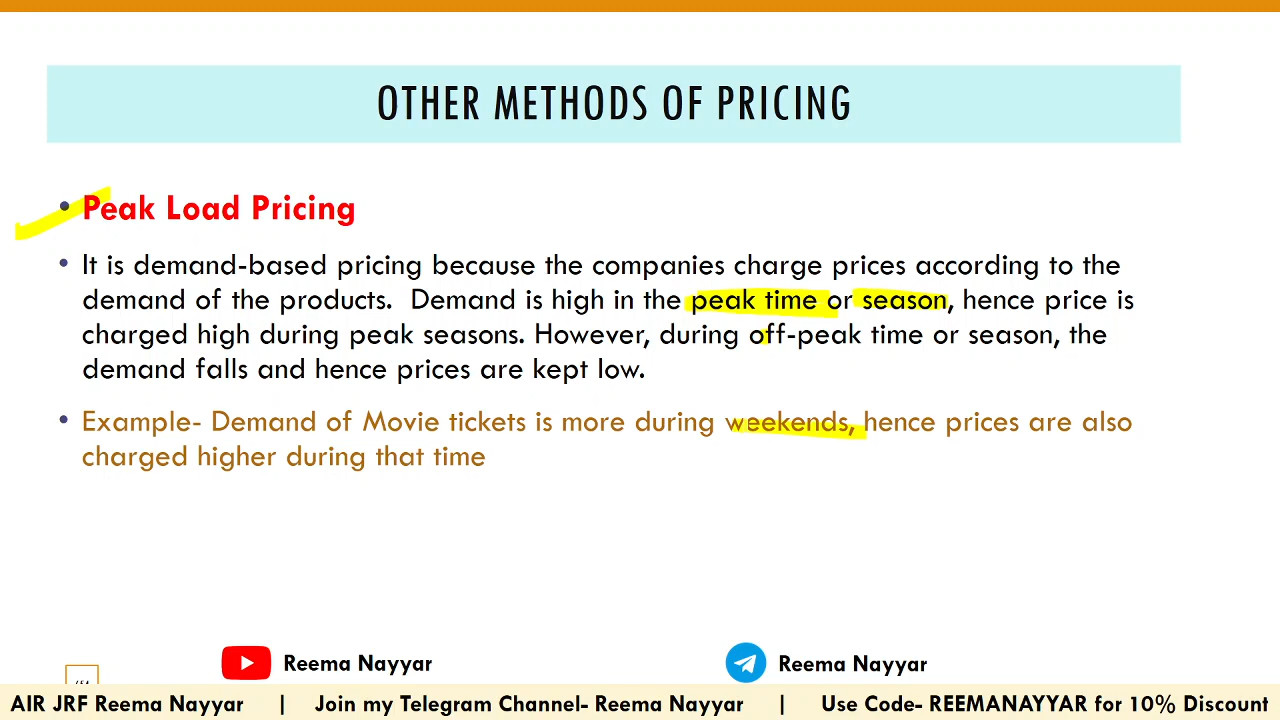 OTHER METHODS OF PRICING
• Peak Load Pricing
• It is demand-based pricing because the companies charge prices according to the
demand of the products. Demand is high in the peak time or season, hence price is
charged high during peak seasons. However, during off-peak time or season, the
demand falls and hence prices are kept low.
• Example- Demand of Movie tickets is more during weekends, hence prices are also
charged higher during that time
Reema Nayyar
Reema Nayyar
AIR JRF Reema Nayyar | Join my Telegram Channel- Reema Nayyar | Use Code- REEMANAYYAR for 10% Discount